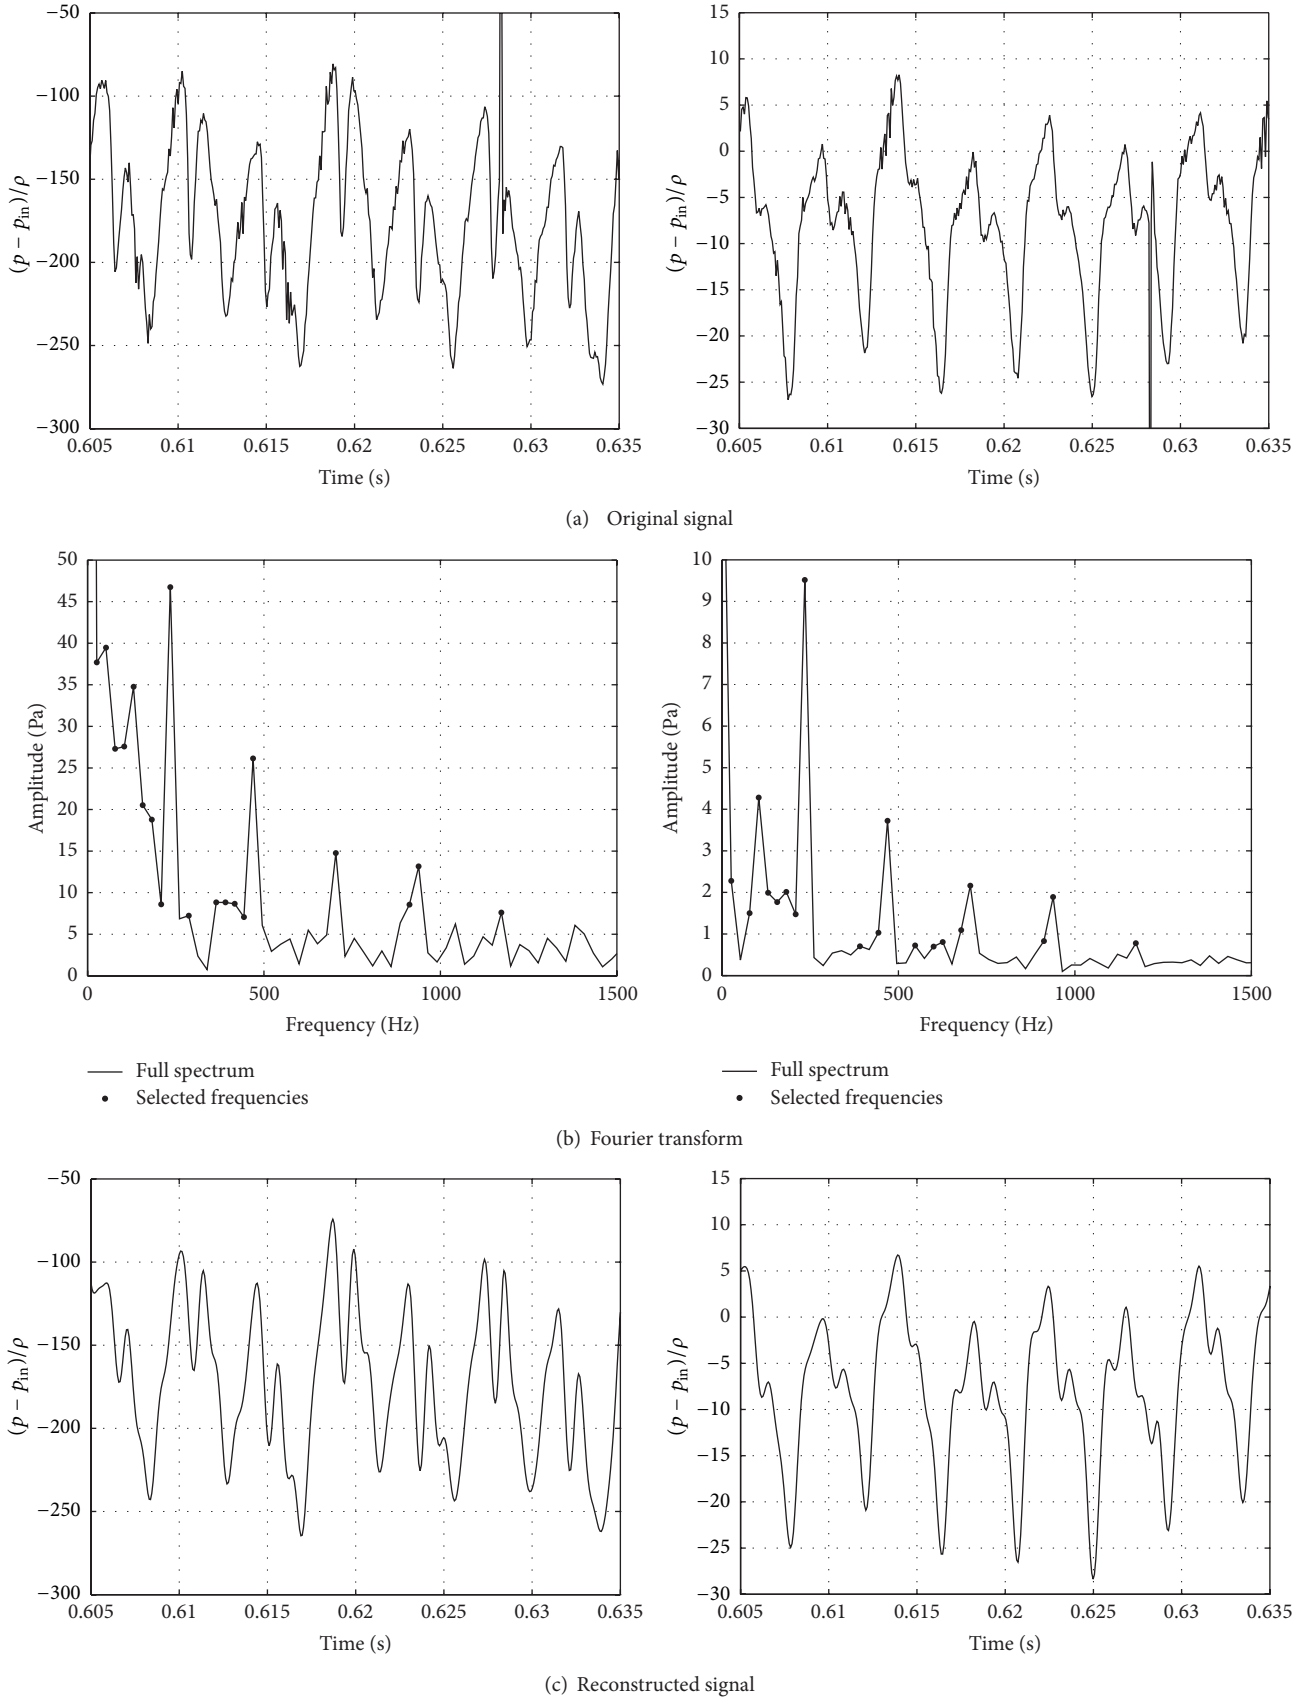 −50
−100
−150
−200
−250
−300
(p − p_in)/ρ
0.605 0.61 0.615 0.62 0.625 0.63 0.635
Time (s)
15
10
5
0
−5
−10
−15
−20
−25
−30
(p − p_in)/ρ
0.605 0.61 0.615 0.62 0.625 0.63 0.635
Time (s)
(a) Original signal
50
45
40
35
30
25
20
15
10
5
0
Amplitude (Pa)
0 500 1000 1500
Frequency (Hz)
Full spectrum
Selected frequencies
10
9
8
7
6
5
4
3
2
1
0
Amplitude (Pa)
0 500 1000 1500
Frequency (Hz)
Full spectrum
Selected frequencies
(b) Fourier transform
−50
−100
−150
−200
−250
−300
(p − p_in)/ρ
0.605 0.61 0.615 0.62 0.625 0.63 0.635
Time (s)
15
10
5
0
−5
−10
−15
−20
−25
−30
(p − p_in)/ρ
0.605 0.61 0.615 0.62 0.625 0.63 0.635
Time (s)
(c) Reconstructed signal